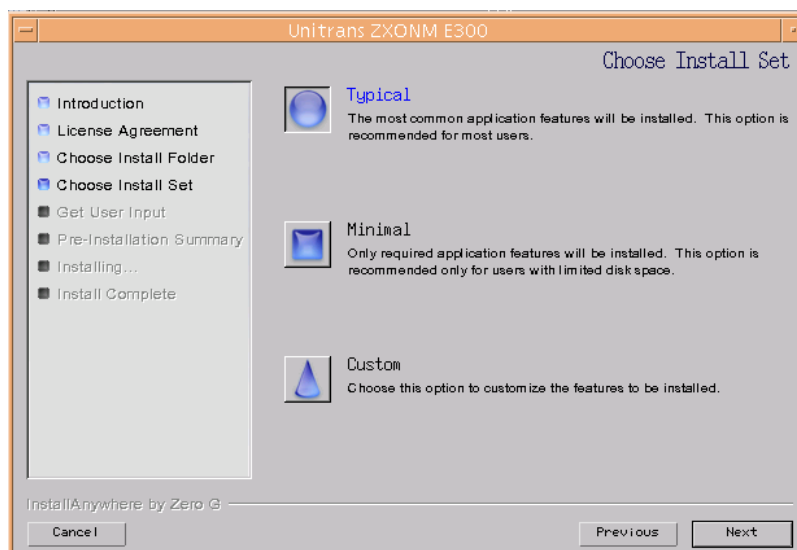 Unitrans ZXONM E300
Choose Install Set
Introduction
License Agreement
Choose Install Folder
Choose Install Set
Get User Input
Pre-Installation Summary
Installing...
Install Complete
Typical
The most common application features will be installed. This option is
recommended for most users.
Minimal
Only required application features will be installed. This option is
recommended only for users with limited disk space.
Custom
Choose this option to customize the features to be installed.
InstallAnywhere by Zero G
Cancel
Previous
Next